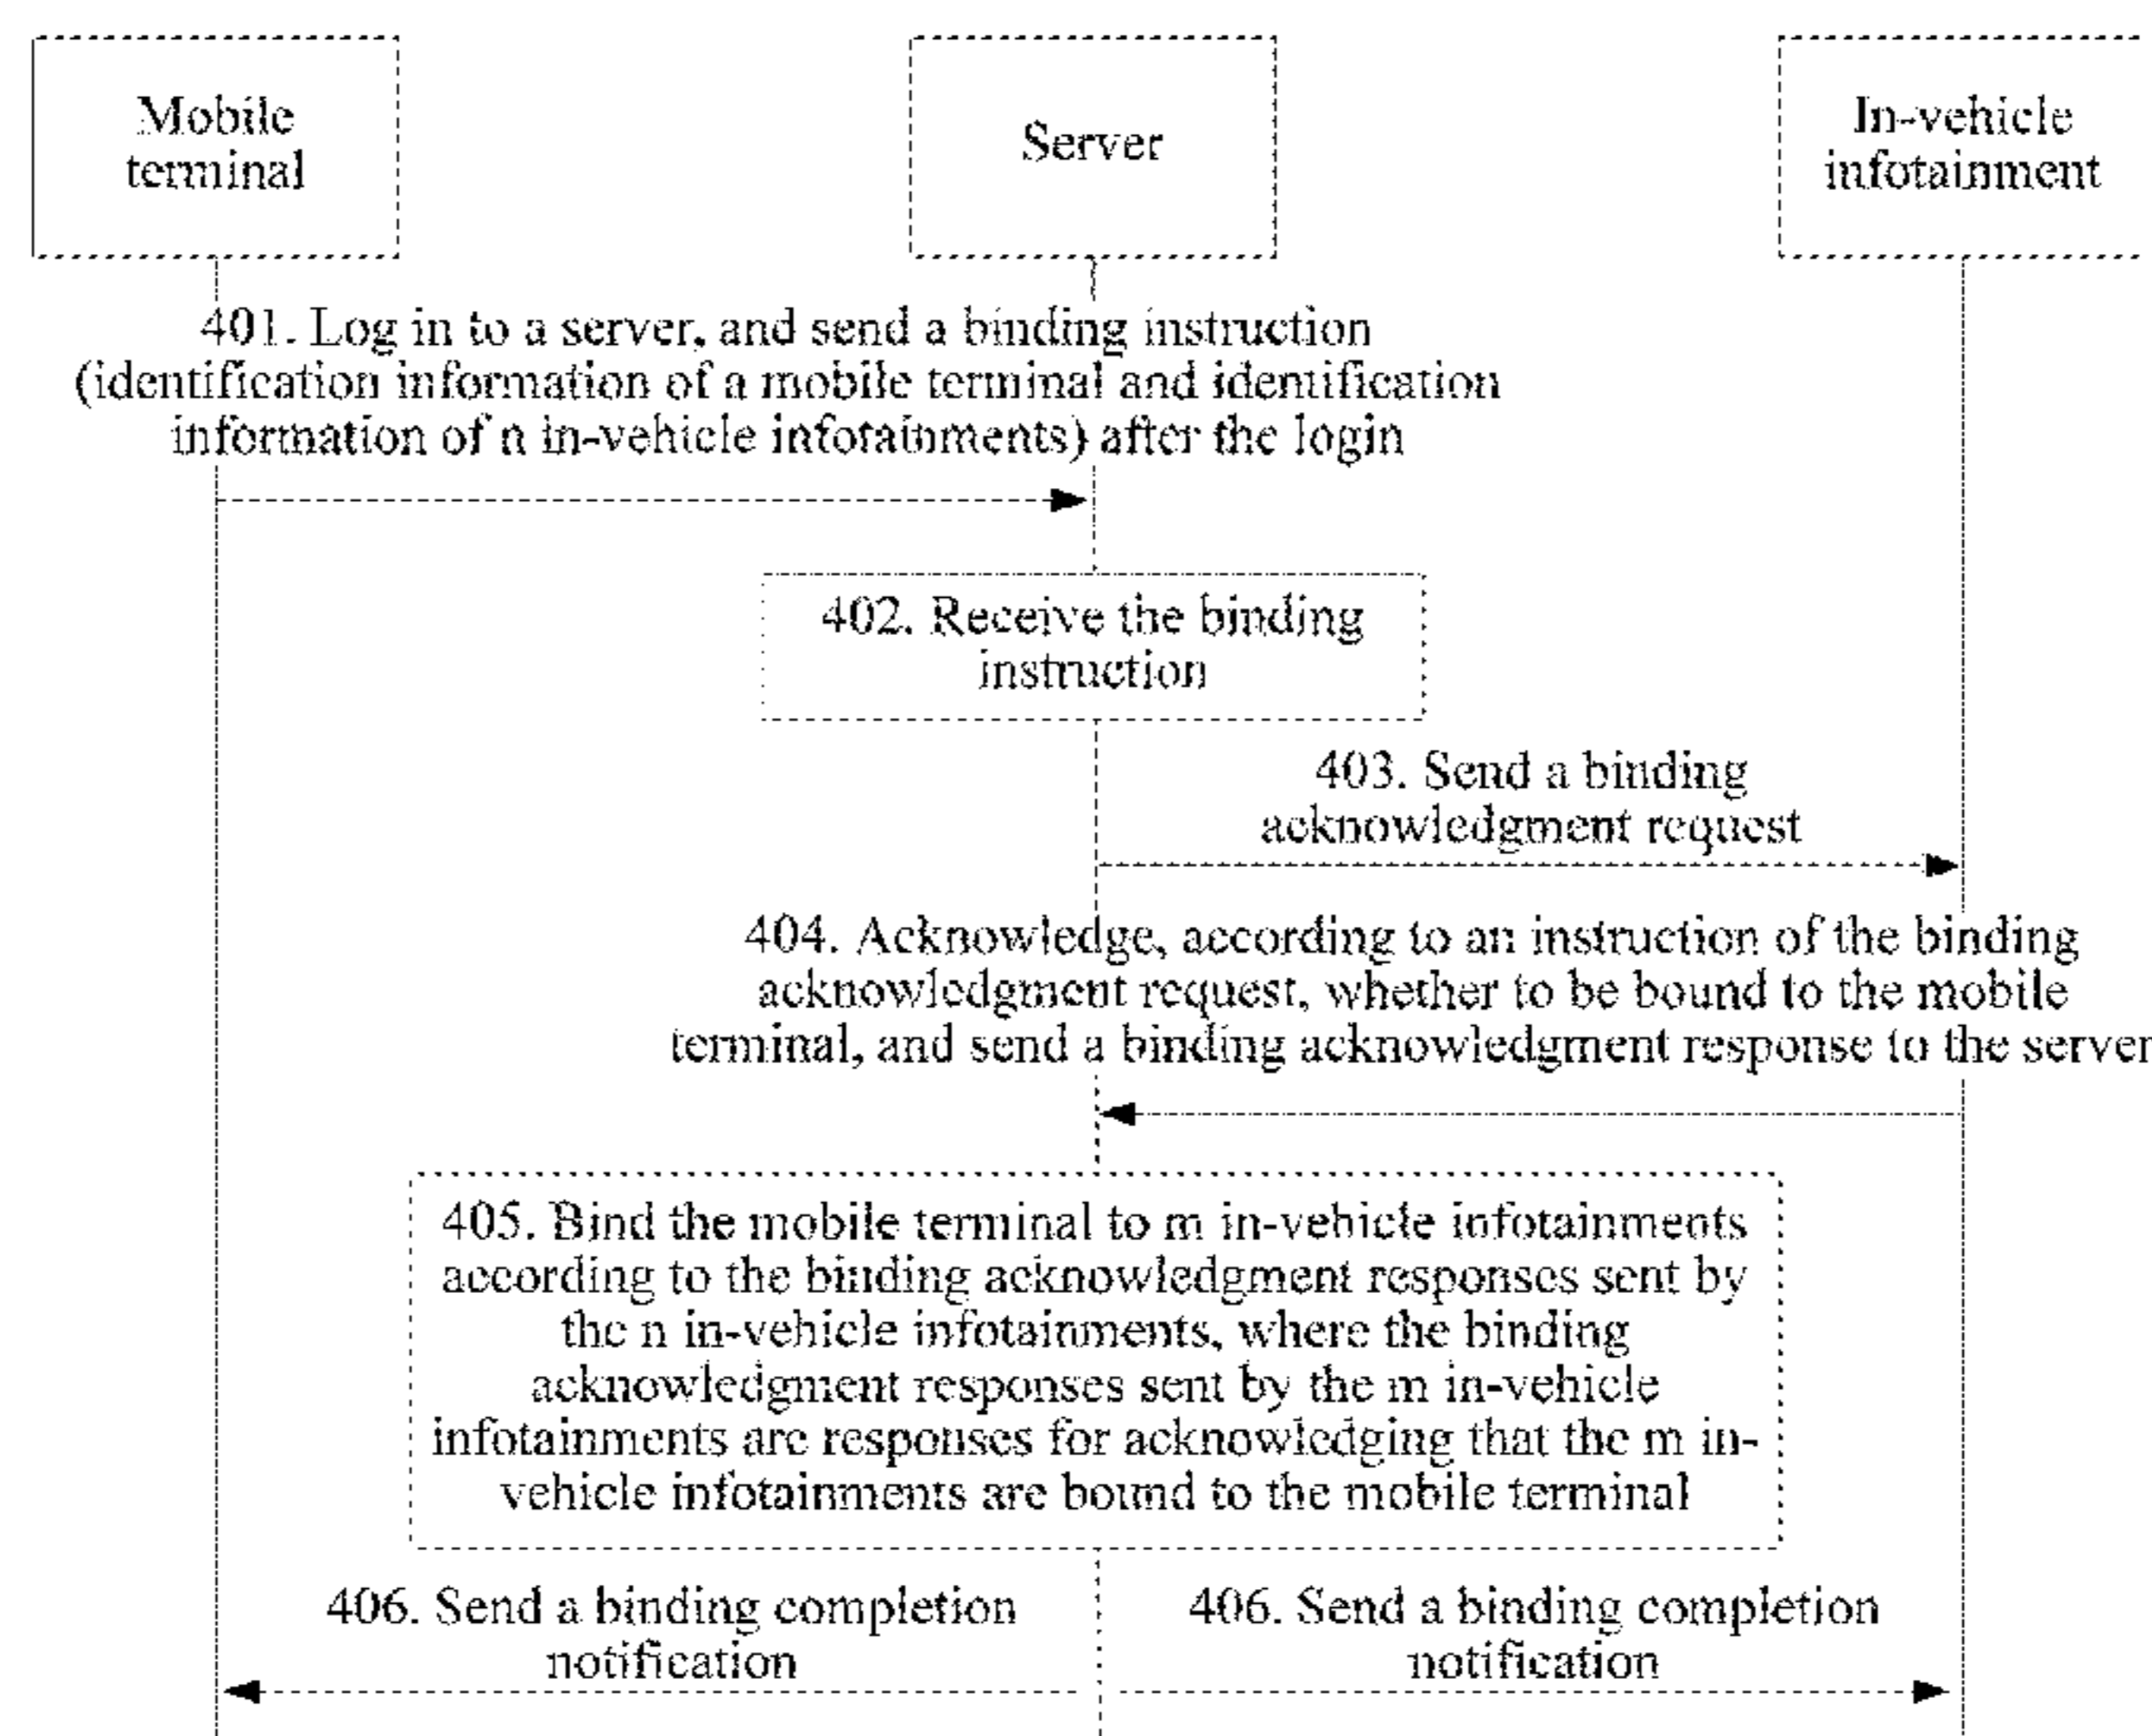 Mobile
terminal
Server
In-vehicle
infotainment
401. Log in to a server, and send a binding instruction
(identification information of a mobile terminal and identification
information of n in-vehicle infotainments) after the login
402. Receive the binding
instruction
403. Send a binding
acknowledgment request
404. Acknowledge, according to an instruction of the binding
acknowledgment request, whether to be bound to the mobile
terminal, and send a binding acknowledgment response to the server
405. Bind the mobile terminal to m in-vehicle infotainments
according to the binding acknowledgment responses sent by
the n in-vehicle infotainments, where the binding
acknowledgment responses sent by the m in-vehicle
infotainments are responses for acknowledging that the m in-
vehicle infotainments are bound to the mobile terminal
406. Send a binding completion
notification
406. Send a binding completion
notification